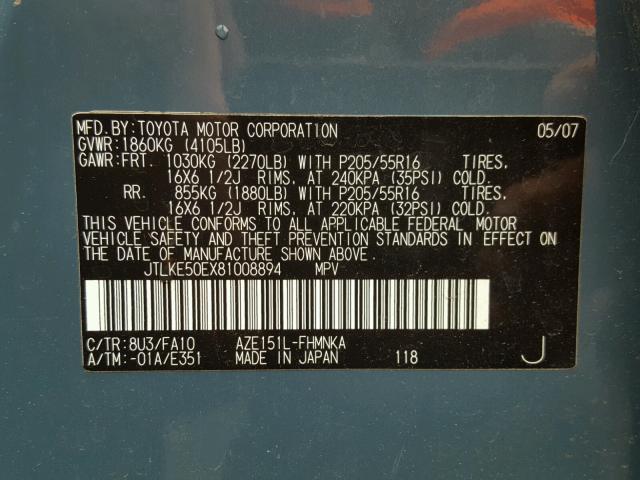 MFD.BY:TOYOTA MOTOR CORPORATION 05/07
GVWR:1860KG (4105LB)
GAWR:FRT. 1030KG (2270LB) WITH P205/55R16 TIRES,
16X6 1/2J RIMS, AT 240KPA (35PSI) COLD.
RR. 855KG (1880LB) WITH P205/55R16 TIRES,
16X6 1/2J RIMS, AT 220KPA (32PSI) COLD.
THIS VEHICLE CONFORMS TO ALL APPLICABLE FEDERAL MOTOR
VEHICLE SAFETY AND THEFT PREVENTION STANDARDS IN EFFECT ON
THE DATE OF MANUFACTURE SHOWN ABOVE.
JTLKE50EX81008894 MPV
C/TR:8U3/FA10 AZE151L-FHMNKA
A/TM:-01A/E351 MADE IN JAPAN 118 J